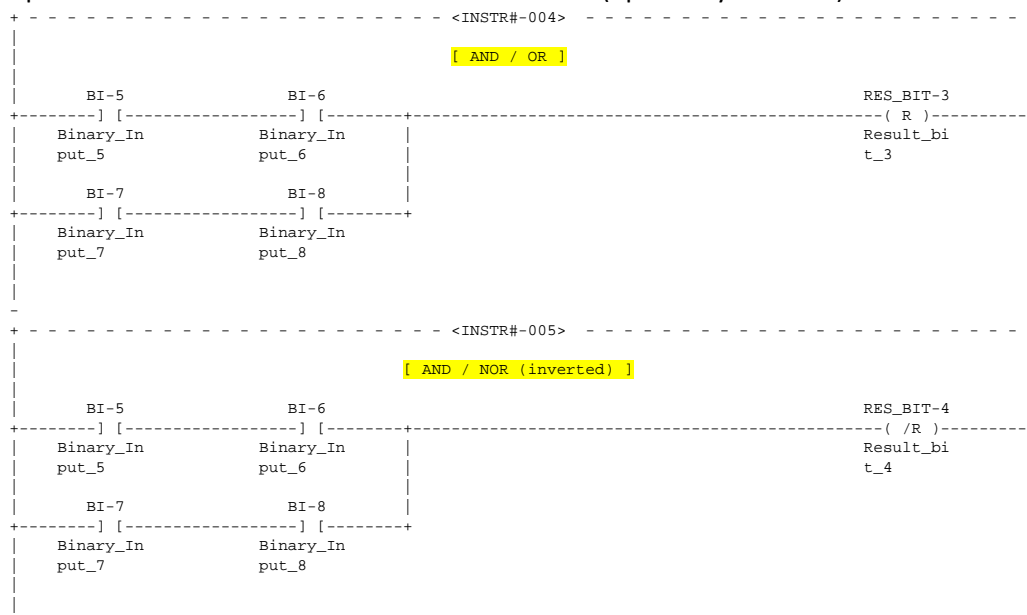 <INSTR#-004>
[ AND / OR ]
BI-5 BI-6 RES_BIT-3
] [ ] [ ( R )
Binary_In Binary_In Result_bi
put_5 put_6 t_3
BI-7 BI-8
] [ ] [
Binary_In Binary_In
put_7 put_8
<INSTR#-005>
[ AND / NOR (inverted) ]
BI-5 BI-6 RES_BIT-4
] [ ] [ ( /R )
Binary_In Binary_In Result_bi
put_5 put_6 t_4
BI-7 BI-8
] [ ] [
Binary_In Binary_In
put_7 put_8